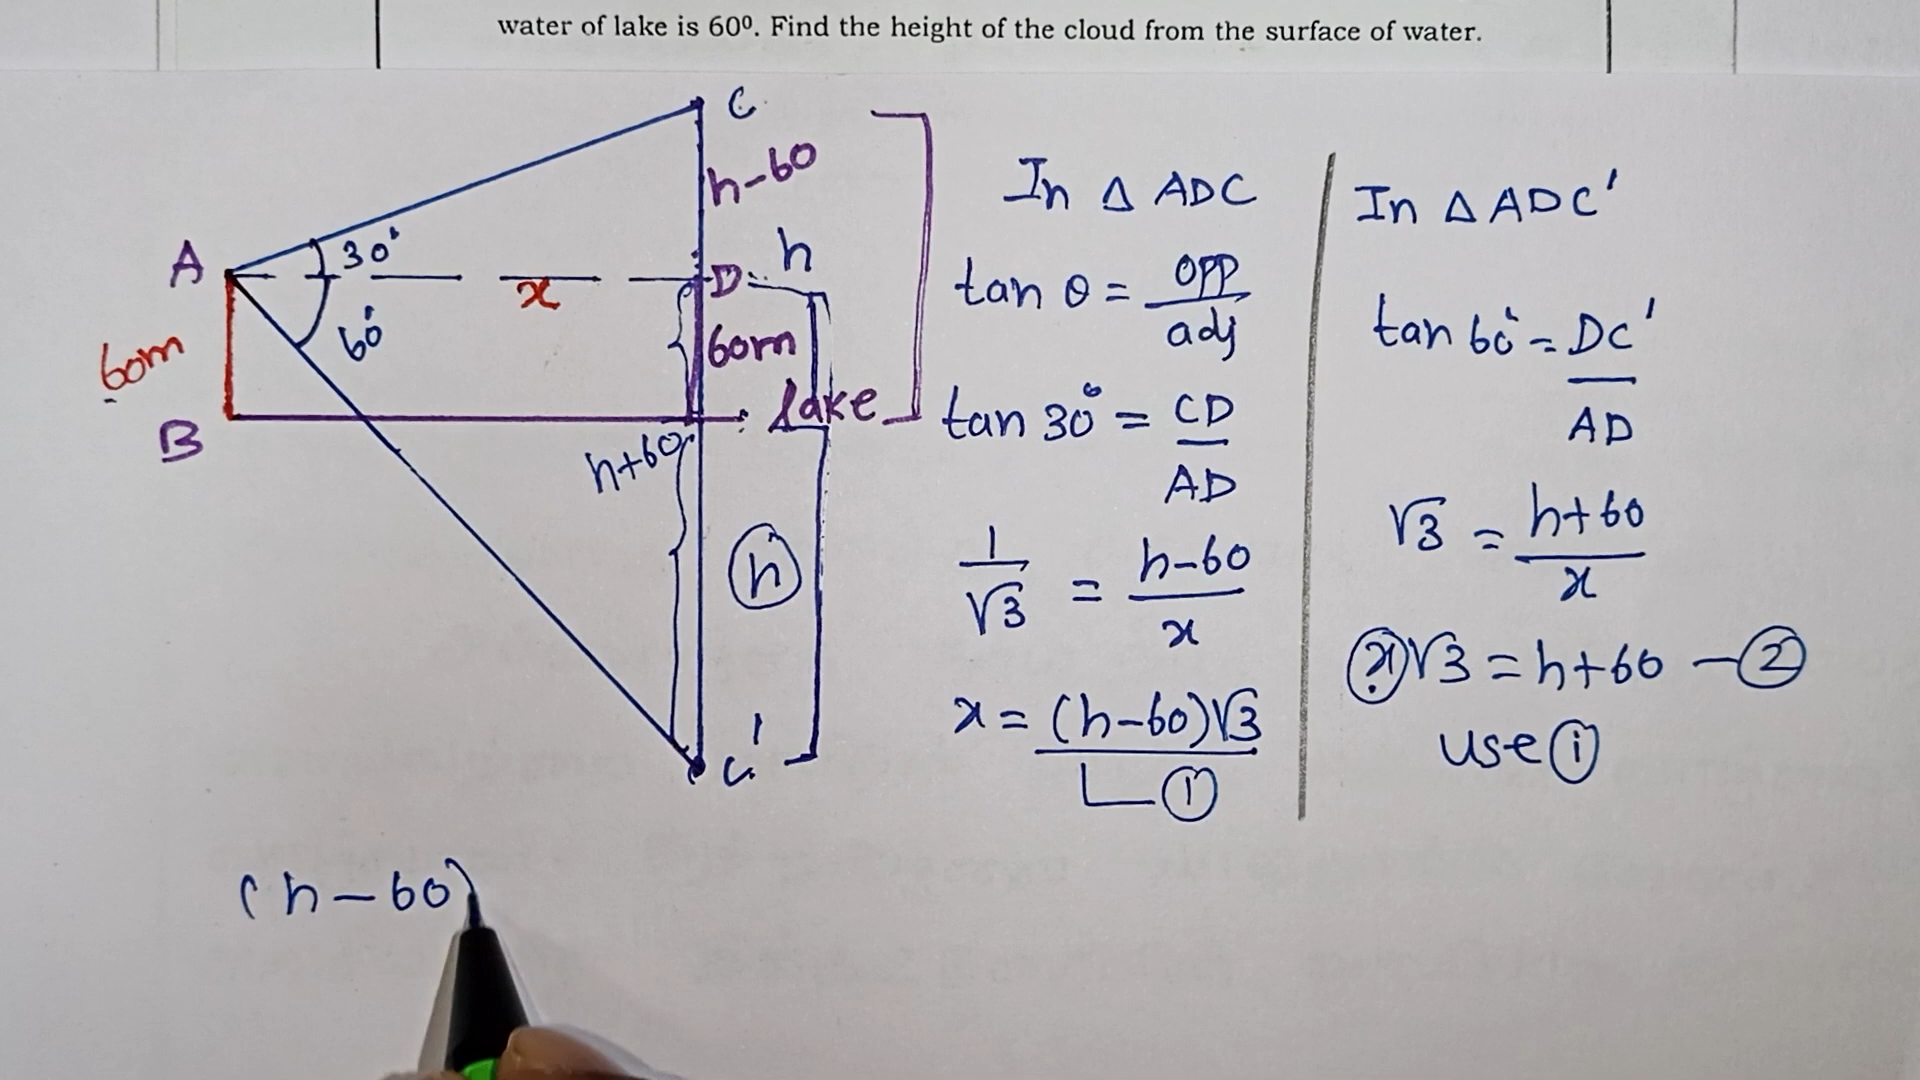 water of lake is 60⁰. Find the height of the cloud from the surface of water.
C
h-60
A
30°
D
h
x
60°
60m
60m
lake
B
h+60
h
C'
In △ ADC
tan θ = opp
adj
tan 30° = CD
AD
1/√3 = h-60/x
x = (h-60)√3
①
In △ ADC'
tan 60° = DC'
AD
√3 = h+60/x
x√3 = h+60 - ②
use ①
(h-60)